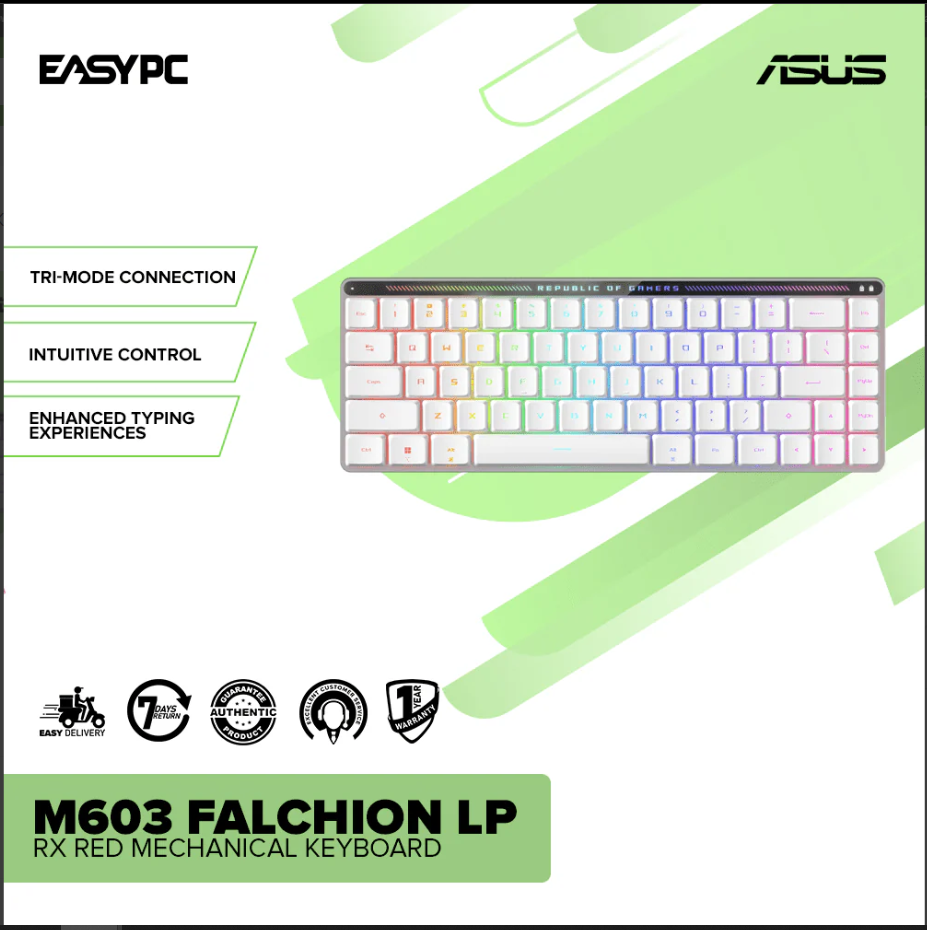 EASYPC
ASUS
TRI-MODE CONNECTION
INTUITIVE CONTROL
ENHANCED TYPING
EXPERIENCES
REPUBLIC OF GAMERS
EASY DELIVERY
7 DAYS
RETURN
GUARANTEE
AUTHENTIC
PRODUCT
EXCELLENT CUSTOMER SERVICE
1 YEAR
WARRANTY
M603 FALCHION LP
RX RED MECHANICAL KEYBOARD